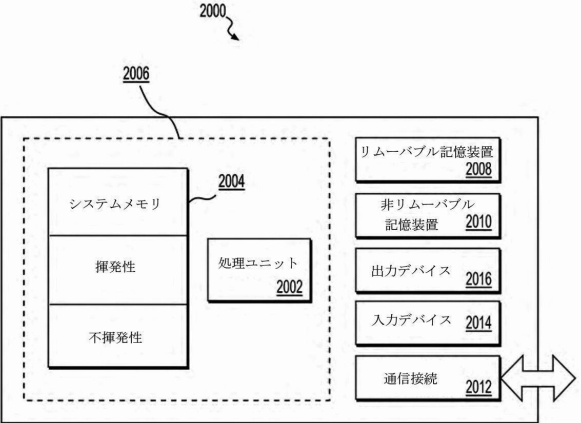 2000
2006
2004
システムメモリ
揮発性
不揮発性
処理ユニット
2002
リムーバブル記憶装置
2008
非リムーバブル
記憶装置 2010
出力デバイス
2016
入力デバイス
2014
通信接続
2012